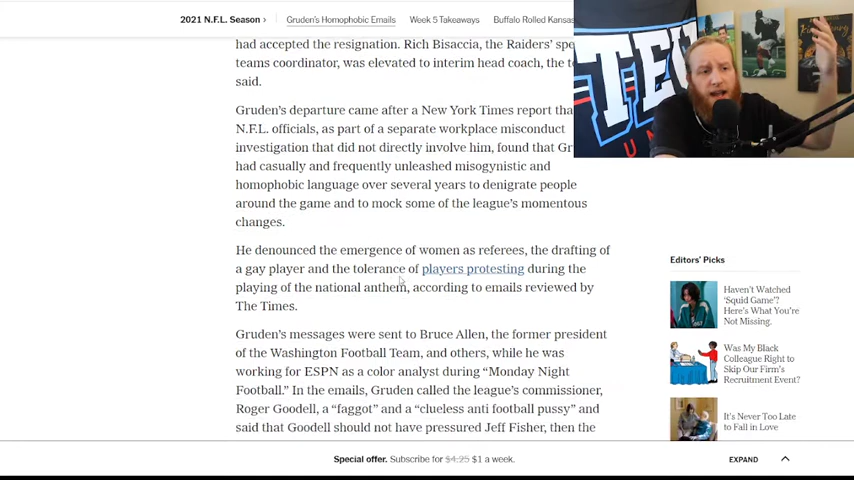 2021 N.F.L. Season › Gruden's Homophobic Emails Week 5 Takeaways Buffalo Rolled Kansas
had accepted the resignation. Rich Bisaccia, the Raiders' spe
teams coordinator, was elevated to interim head coach, the te
said.
Gruden's departure came after a New York Times report tha
N.F.L. officials, as part of a separate workplace misconduct
investigation that did not directly involve him, found that Gr
had casually and frequently unleashed misogynistic and
homophobic language over several years to denigrate people
around the game and to mock some of the league's momentous
changes.
He denounced the emergence of women as referees, the drafting of
a gay player and the tolerance of players protesting during the
playing of the national anthem, according to emails reviewed by
The Times.
Gruden's messages were sent to Bruce Allen, the former president
of the Washington Football Team, and others, while he was
working for ESPN as a color analyst during “Monday Night
Football.” In the emails, Gruden called the league's commissioner,
Roger Goodell, a “faggot” and a “clueless anti football pussy” and
said that Goodell should not have pressured Jeff Fisher, then the
TEC
U
Editors' Picks
Haven't Watched
‘Squid Game’?
Here's What You're
Not Missing.
Was My Black
Colleague Right to
Skip Our Firm's
Recruitment Event?
It's Never Too Late
to Fall in Love
Special offer. Subscribe for $4.25 $1 a week.
EXPAND